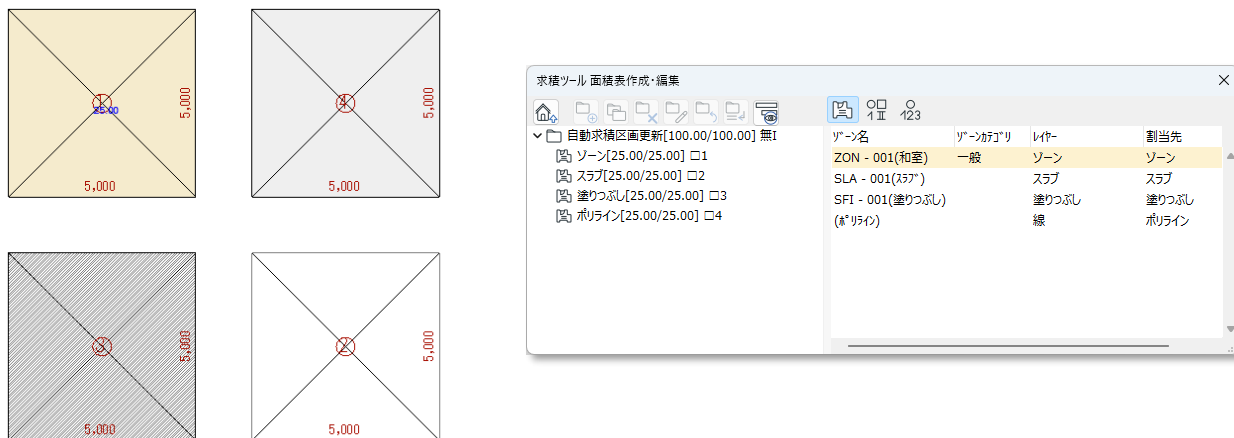 1
25.00
5,000
5,000
4
5,000
5,000
3
5,000
5,000
2
5,000
5,000
求積ツール 面積表作成・編集
自動求積区画更新[100.00/100.00] 無I
ゾーン[25.00/25.00] □1
スラブ[25.00/25.00] □2
塗りつぶし[25.00/25.00] □3
ポリライン[25.00/25.00] □4
1 II
123
ゾーン名 ゾーンカテゴリ レイヤー 割当先
ZON - 001(和室) 一般 ゾーン ゾーン
SLA - 001(スラブ) スラブ スラブ
SFI - 001(塗りつぶし) 塗りつぶし 塗りつぶし
(ポリライン) 線 ポリライン